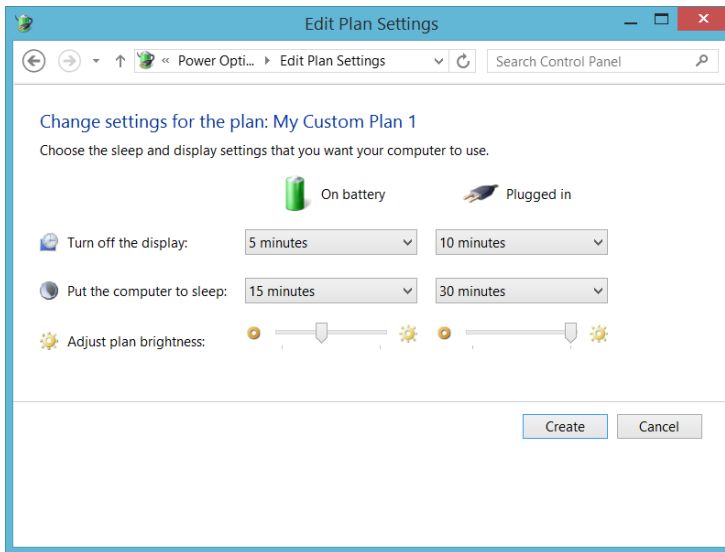 Edit Plan Settings
« Power Opti... Edit Plan Settings
Search Control Panel
Change settings for the plan: My Custom Plan 1
Choose the sleep and display settings that you want your computer to use.
On battery Plugged in
Turn off the display: 5 minutes 10 minutes
Put the computer to sleep: 15 minutes 30 minutes
Adjust plan brightness:
Create Cancel